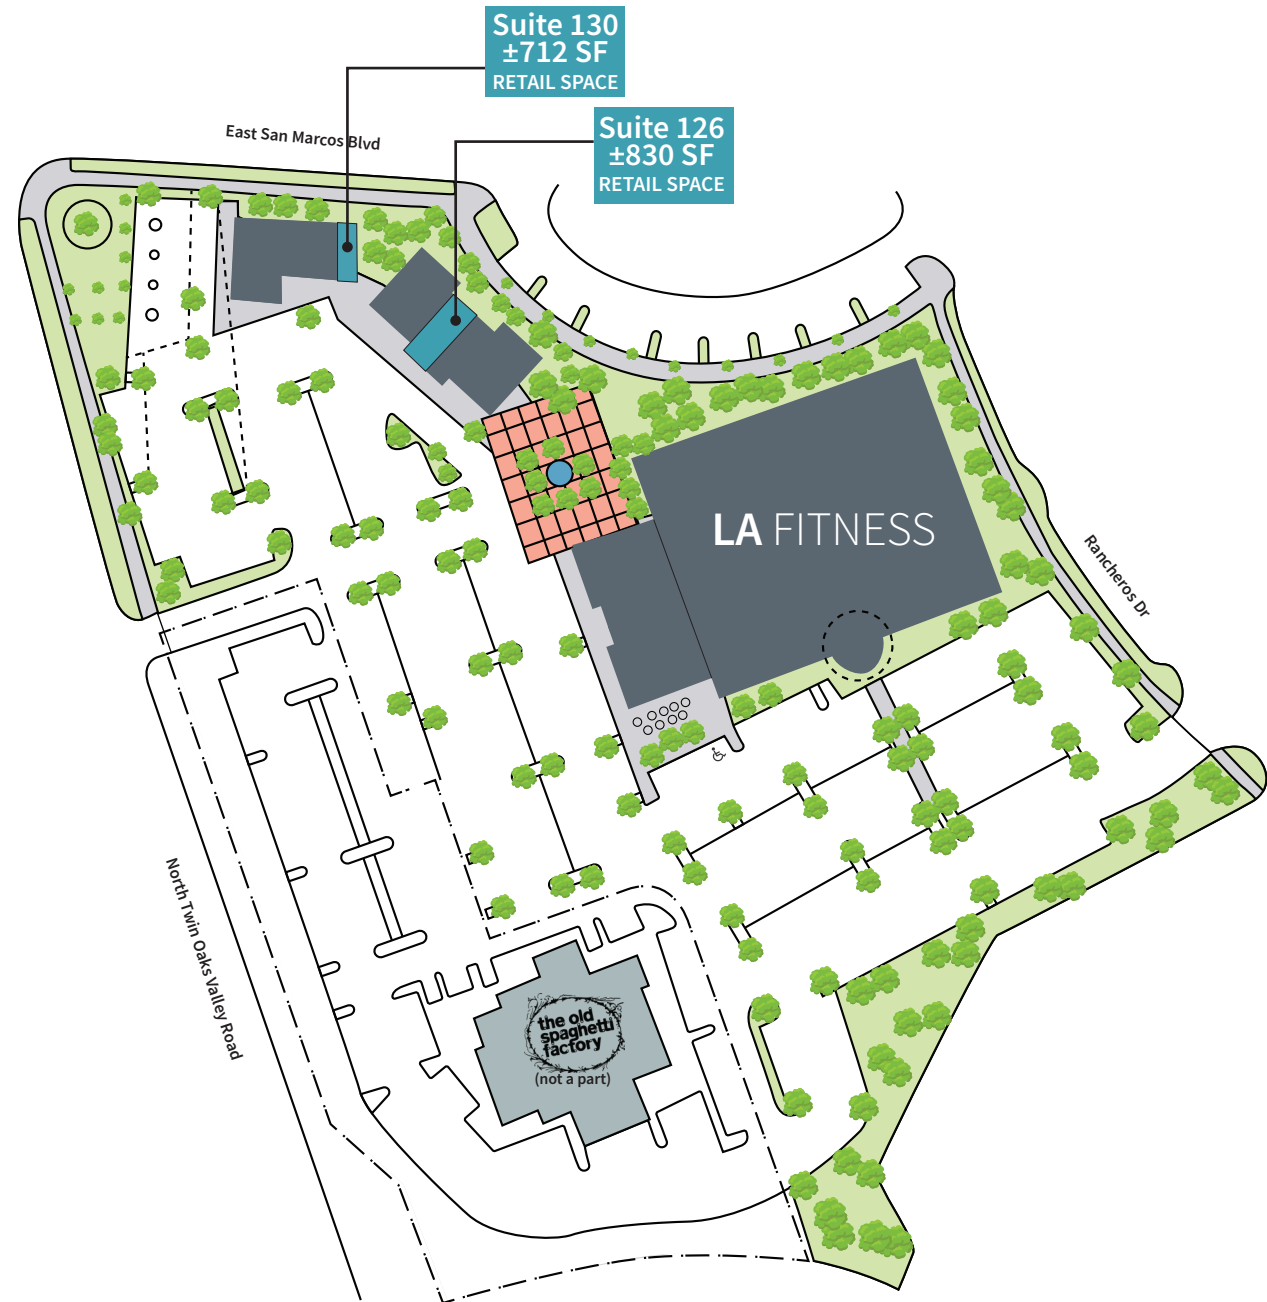 Suite 130
±712 SF
RETAIL SPACE
Suite 126
±830 SF
RETAIL SPACE
East San Marcos Blvd
LA FITNESS
Rancheros Dr
North Twin Oaks Valley Road
the old
spaghetti
factory
(not a part)